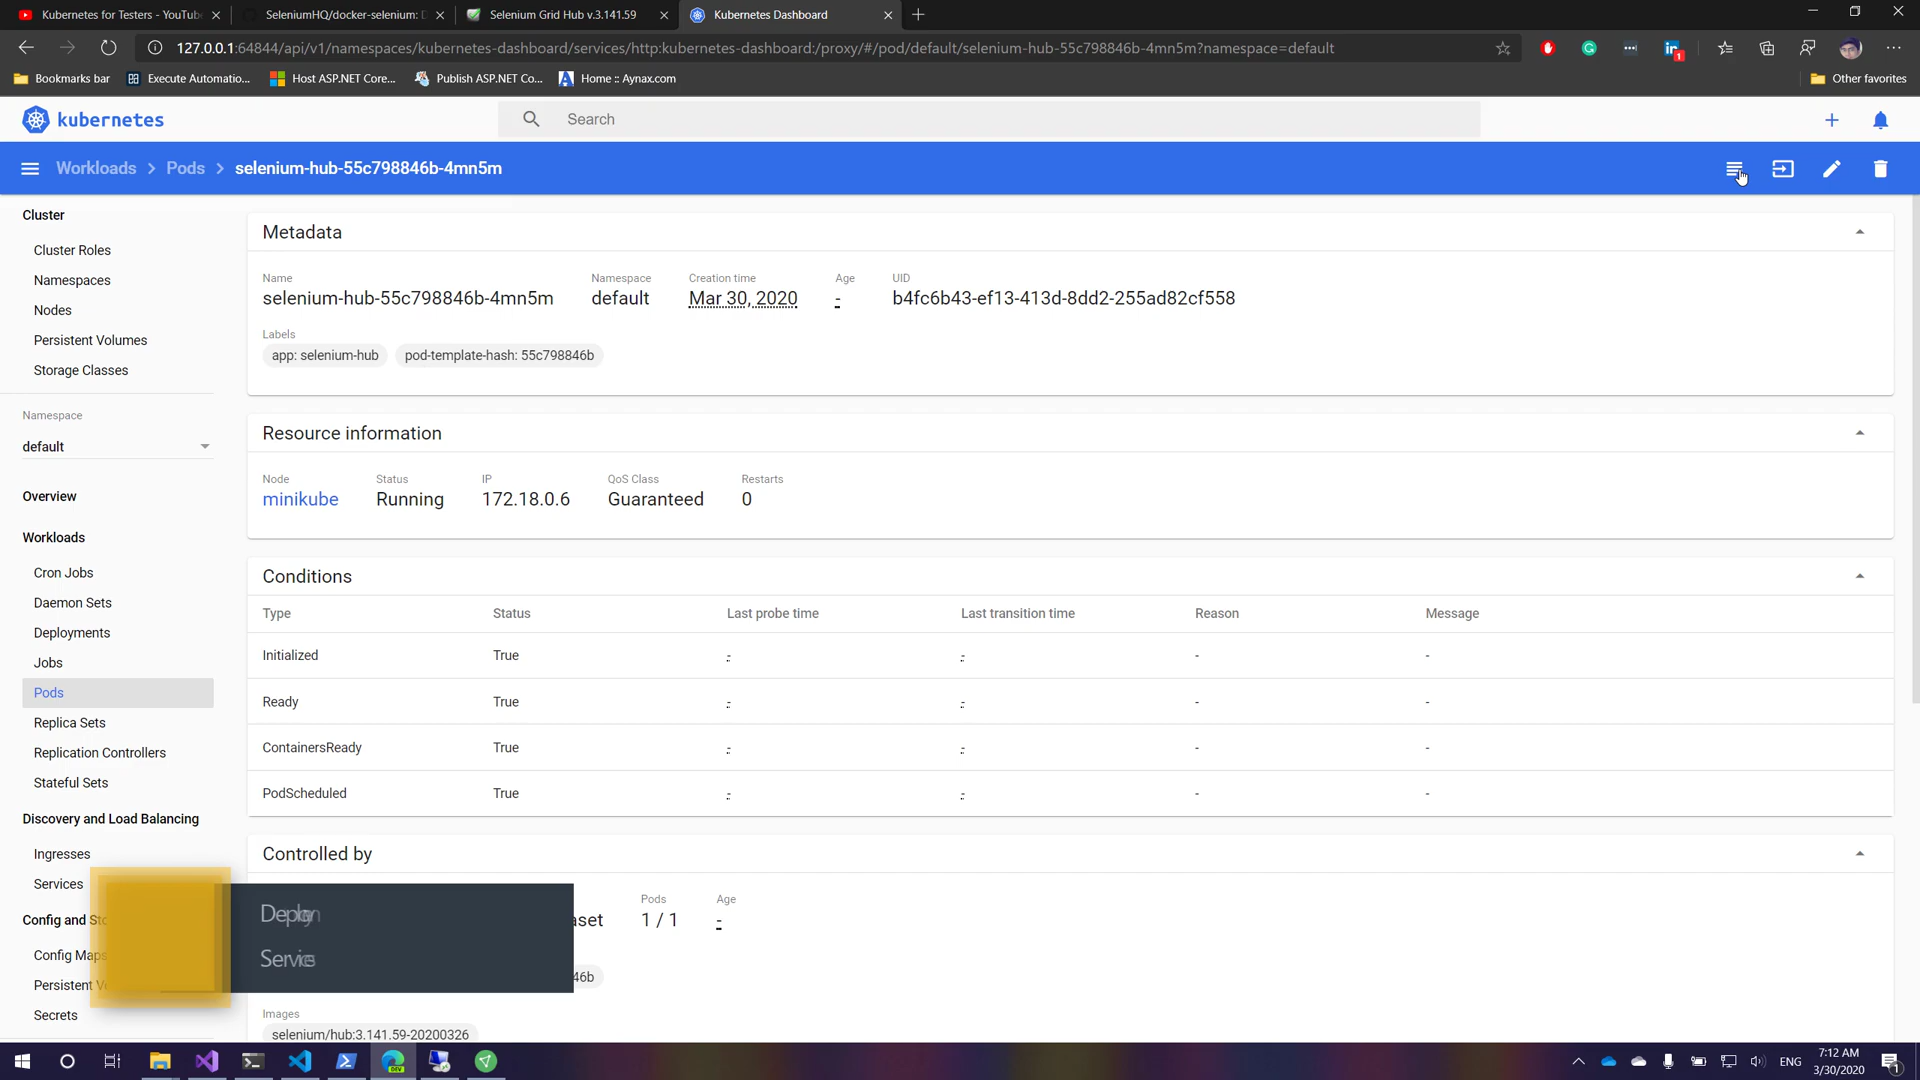 Kubernetes for Testers - YouTub
SeleniumHQ/docker-selenium: D
Selenium Grid Hub v.3.141.59
Kubernetes Dashboard
127.0.0.1:64844/api/v1/namespaces/kubernetes-dashboard/services/http:kubernetes-dashboard:/proxy/#/pod/default/selenium-hub-55c798846b-4mn5m?namespace=default
Bookmarks bar
Execute Automatio...
Host ASP.NET Core...
Publish ASP.NET Co...
Home :: Aynax.com
Other favorites
kubernetes
Search
Workloads > Pods > selenium-hub-55c798846b-4mn5m
Cluster
Cluster Roles
Namespaces
Nodes
Persistent Volumes
Storage Classes
Namespace
default
Overview
Workloads
Cron Jobs
Daemon Sets
Deployments
Jobs
Pods
Replica Sets
Replication Controllers
Stateful Sets
Discovery and Load Balancing
Ingresses
Services
Config and Sto
Config Maps
Persistent V
Secrets
Metadata
Name Namespace Creation time Age UID
selenium-hub-55c798846b-4mn5m default Mar 30, 2020 - b4fc6b43-ef13-413d-8dd2-255ad82cf558
Labels
app: selenium-hub pod-template-hash: 55c798846b
Resource information
Node Status IP QoS Class Restarts
minikube Running 172.18.0.6 Guaranteed 0
Conditions
Type Status Last probe time Last transition time Reason Message
Initialized True - - - -
Ready True - - - -
ContainersReady True - - - -
PodScheduled True - - - -
Controlled by
Pods Age
aset 1 / 1 -
46b
Images
selenium/hub:3.141.59-20200326
ENG
7:12 AM
3/30/2020